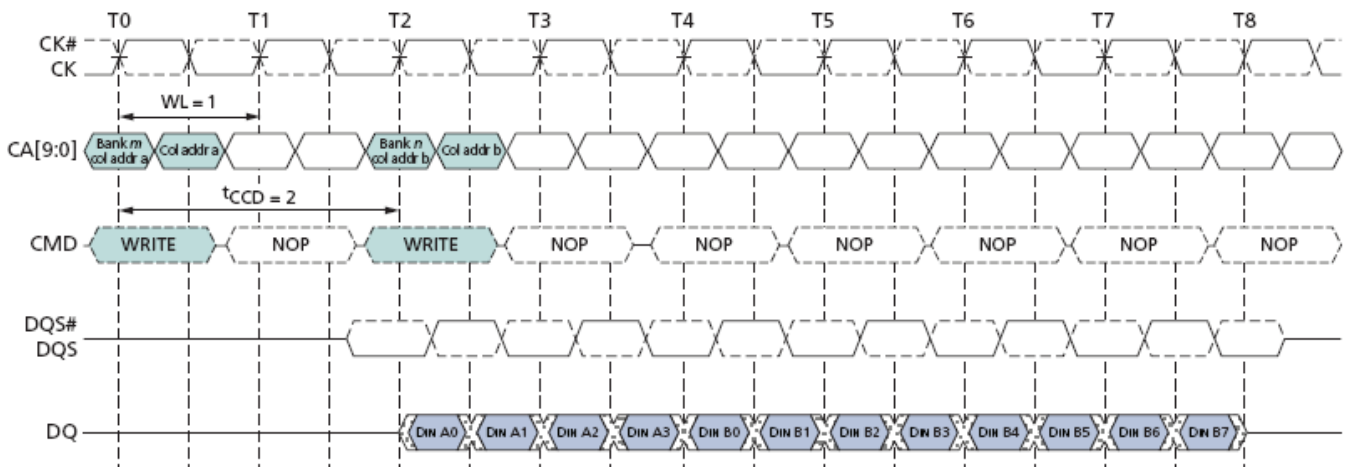 T0 T1 T2 T3 T4 T5 T6 T7 T8
CK#
CK
WL = 1
CA[9:0]
Bank m
col addr a
Col addr a
Bank n
col addr b
Col addr b
tCCD = 2
CMD WRITE NOP WRITE NOP NOP NOP NOP NOP NOP
DQS#
DQS
DQ DIN A0 DIN A1 DIN A2 DIN A3 DIN B0 DIN B1 DIN B2 DIN B3 DIN B4 DIN B5 DIN B6 DIN B7